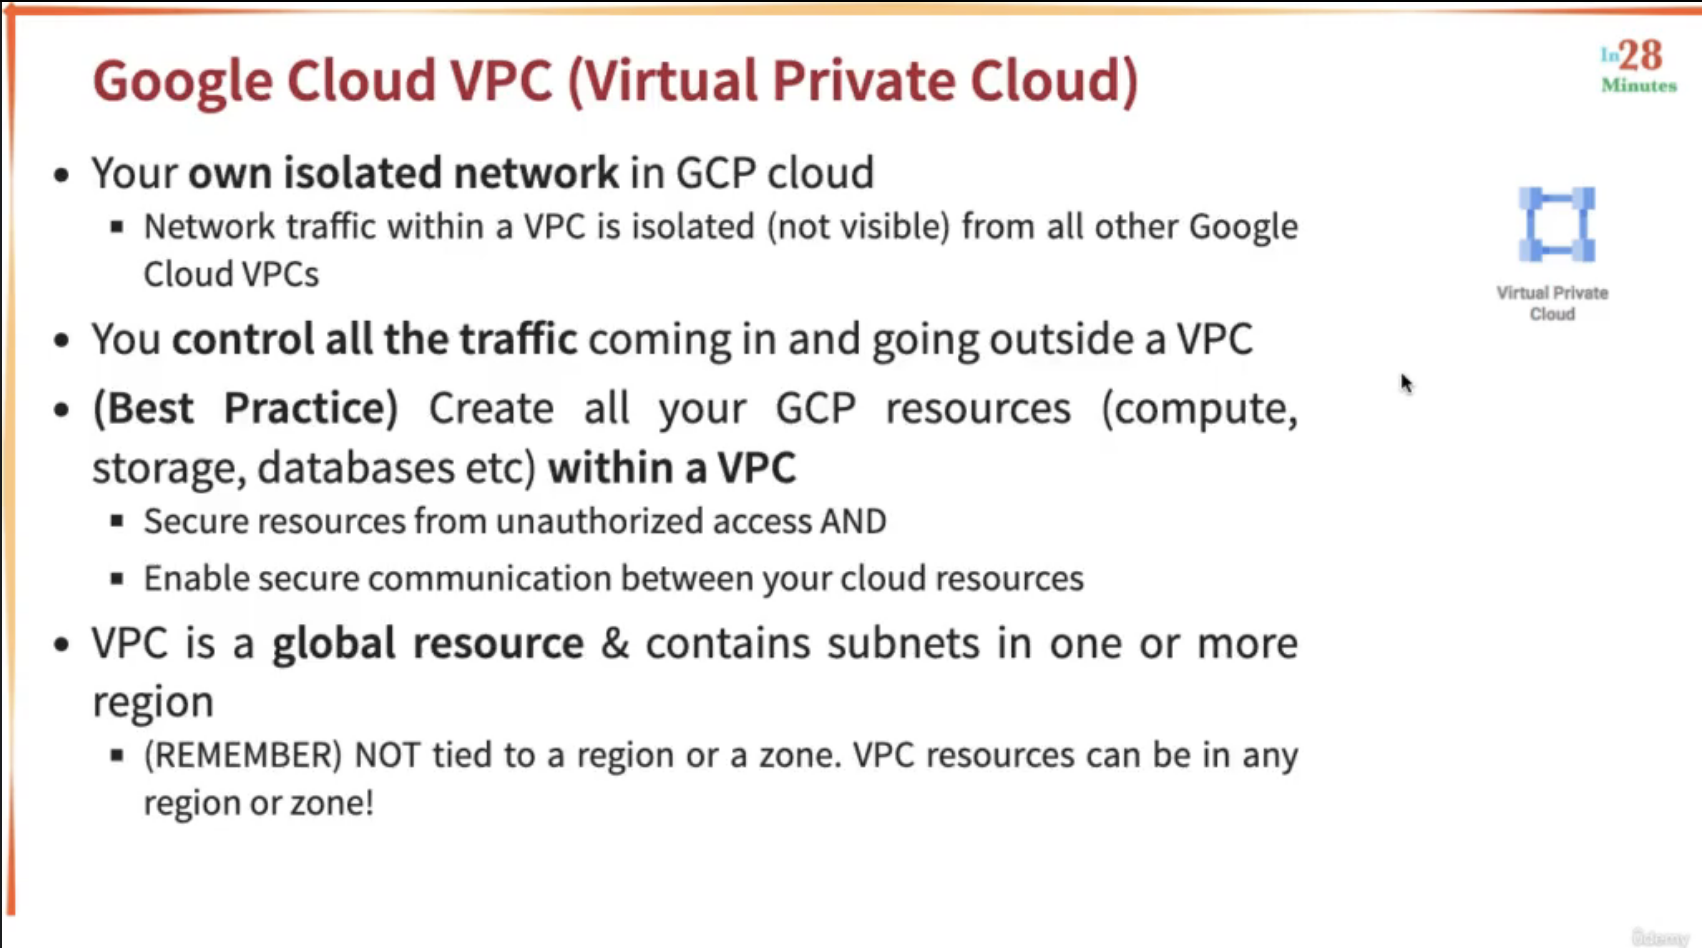 Google Cloud VPC (Virtual Private Cloud)
In28
Minutes
• Your own isolated network in GCP cloud
▪ Network traffic within a VPC is isolated (not visible) from all other Google
Cloud VPCs
Virtual Private
Cloud
• You control all the traffic coming in and going outside a VPC
• (Best Practice) Create all your GCP resources (compute,
storage, databases etc) within a VPC
▪ Secure resources from unauthorized access AND
▪ Enable secure communication between your cloud resources
• VPC is a global resource & contains subnets in one or more
region
▪ (REMEMBER) NOT tied to a region or a zone. VPC resources can be in any
region or zone!
ûdemy